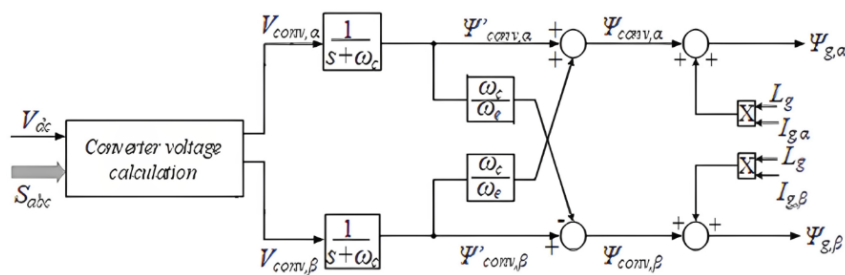 V_conv,α
1
s+ω_c
Ψ'_conv,α
+
+
Ψ_conv,α
+
+
Ψ_g,α
ω_c
ω_e
L_g
X
I_g,α
V_dc
Converter voltage
calculation
S_abc
ω_c
ω_e
X
L_g
I_g,β
V_conv,β
1
s+ω_c
Ψ'_conv,β
-
+
Ψ_conv,β
+
+
Ψ_g,β